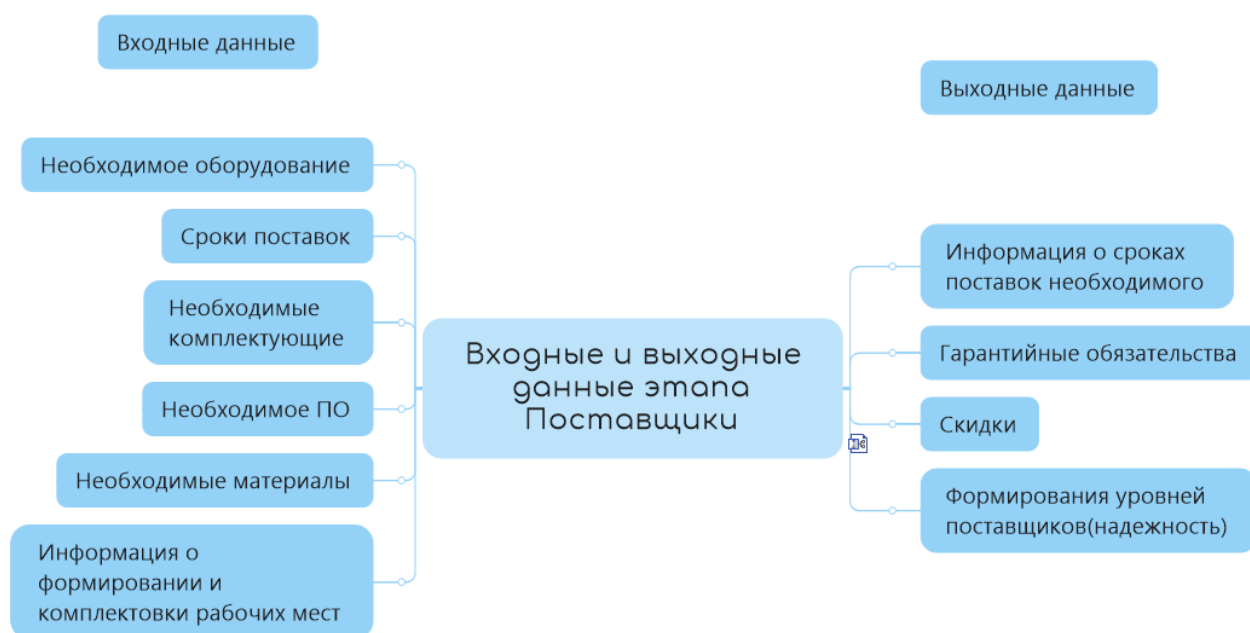 Входные данные
Необходимое оборудование
Сроки поставок
Необходимые
комплектующие
Необходимое ПО
Необходимые материалы
Информация о
формировании и
комплектовки рабочих мест
Входные и выходные
данные этапа
Поставщики
Выходные данные
Информация о сроках
поставок необходимого
Гарантийные обязательства
Скидки
Формирования уровней
поставщиков(надежность)